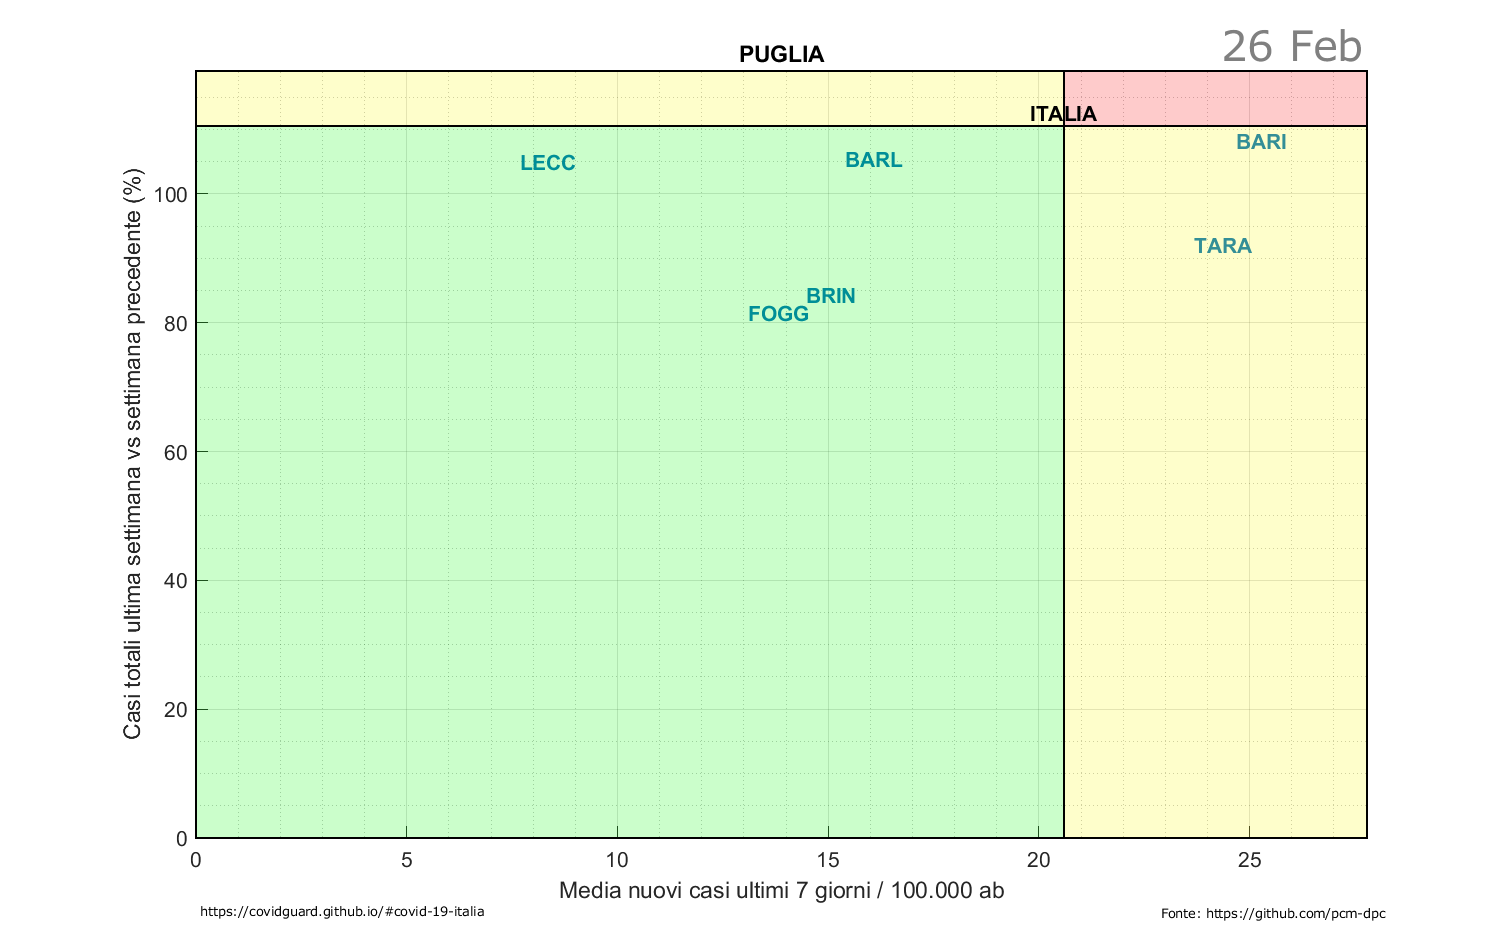 26 Feb
PUGLIA
ITALIA
BARI
LECC
BARL
TARA
BRIN
FOGG
Casi totali ultima settimana vs settimana precedente (%)
100
80
60
40
20
0
0 5 10 15 20 25
Media nuovi casi ultimi 7 giorni / 100.000 ab
https://covidguard.github.io/#covid-19-italia
Fonte: https://github.com/pcm-dpc